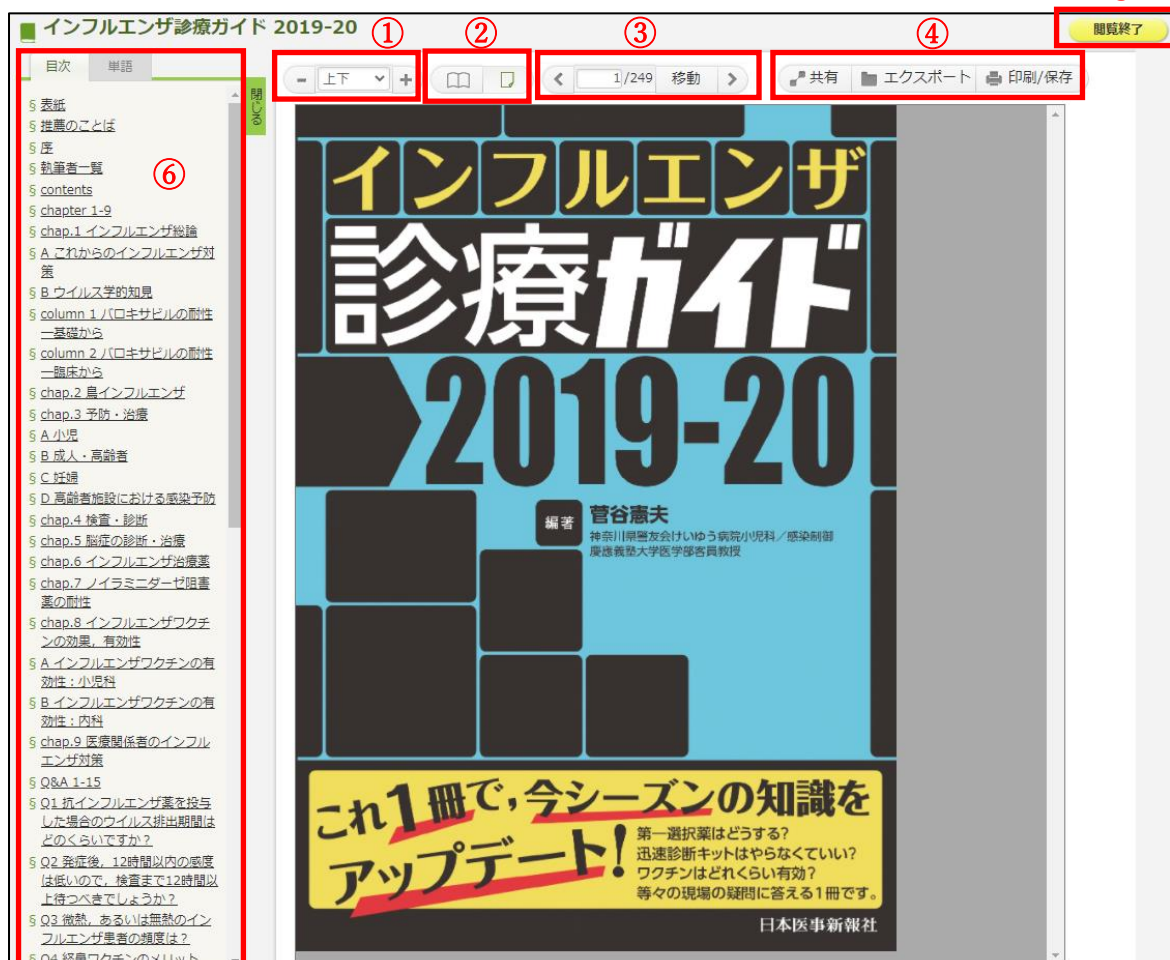 インフルエンザ診療ガイド 2019-20
①
②
③
④
閲覧終了
目次
単語
閉じる
-
上下
+
1/249
移動
共有
エクスポート
印刷/保存
⑥
§ 表紙
§ 推薦のことば
§ 序
§ 執筆者一覧
§ contents
§ chapter 1-9
§ chap.1 インフルエンザ総論
§ A これからのインフルエンザ対
策
§ B ウイルス学的知見
§ column 1 バロキサビルの耐性
―基礎から
§ column 2 バロキサビルの耐性
―臨床から
§ chap.2 鳥インフルエンザ
§ chap.3 予防・治療
§ A 小児
§ B 成人・高齢者
§ C 妊婦
§ D 高齢者施設における感染予防
§ chap.4 検査・診断
§ chap.5 脳症の診断・治療
§ chap.6 インフルエンザ治療薬
§ chap.7 ノイラミニダーゼ阻害
薬の耐性
§ chap.8 インフルエンザワクチ
ンの効果，有効性
§ A インフルエンザワクチンの有
効性：小児科
§ B インフルエンザワクチンの有
効性：内科
§ chap.9 医療関係者のインフル
エンザ対策
§ Q&A 1-15
§ Q1 抗インフルエンザ薬を投与
した場合のウイルス排出期間は
どのくらいですか？
§ Q2 発症後，12時間以内の感度
は低いので，検査まで12時間以
上待つべきでしょうか？
§ Q3 微熱，あるいは無熱のイン
フルエンザ患者の頻度は？
§ Q4 経鼻ワクチンのメリット
インフルエンザ
診療ガイド
2019-20
編著
菅谷憲夫
神奈川県警友会けいゆう病院小児科／感染制御
慶應義塾大学医学部客員教授
これ1冊で，今シーズンの知識を
アップデート！
第一選択薬はどうする？
迅速診断キットはやらなくていい？
ワクチンはどれくらい有効？
等々の現場の疑問に答える1冊です。
日本医事新報社